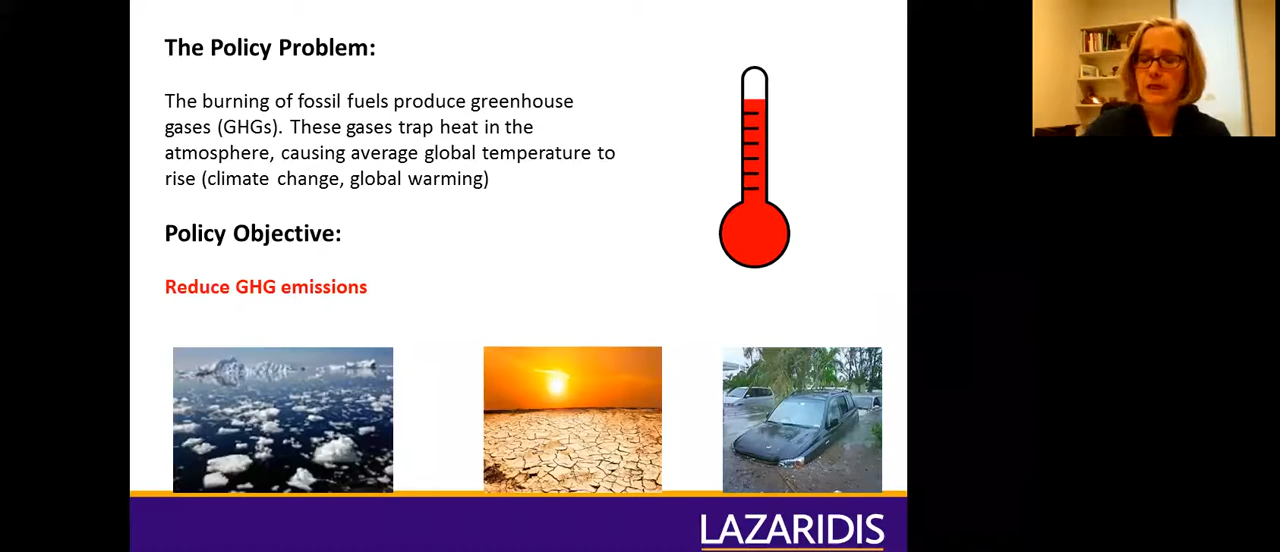 The Policy Problem:
The burning of fossil fuels produce greenhouse
gases (GHGs). These gases trap heat in the
atmosphere, causing average global temperature to
rise (climate change, global warming)
Policy Objective:
Reduce GHG emissions
LAZARIDIS